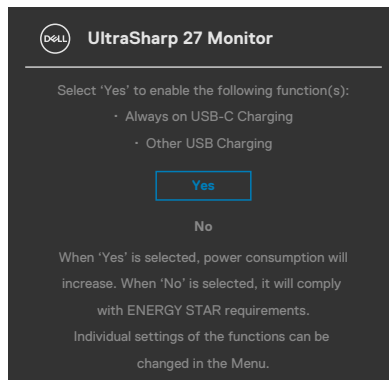 DELL
UltraSharp 27 Monitor
Select ‘Yes’ to enable the following function(s):
· Always on USB-C Charging
· Other USB Charging
Yes
No
When ‘Yes’ is selected, power consumption will
increase. When ‘No’ is selected, it will comply
with ENERGY STAR requirements.
Individual settings of the functions can be
changed in the Menu.